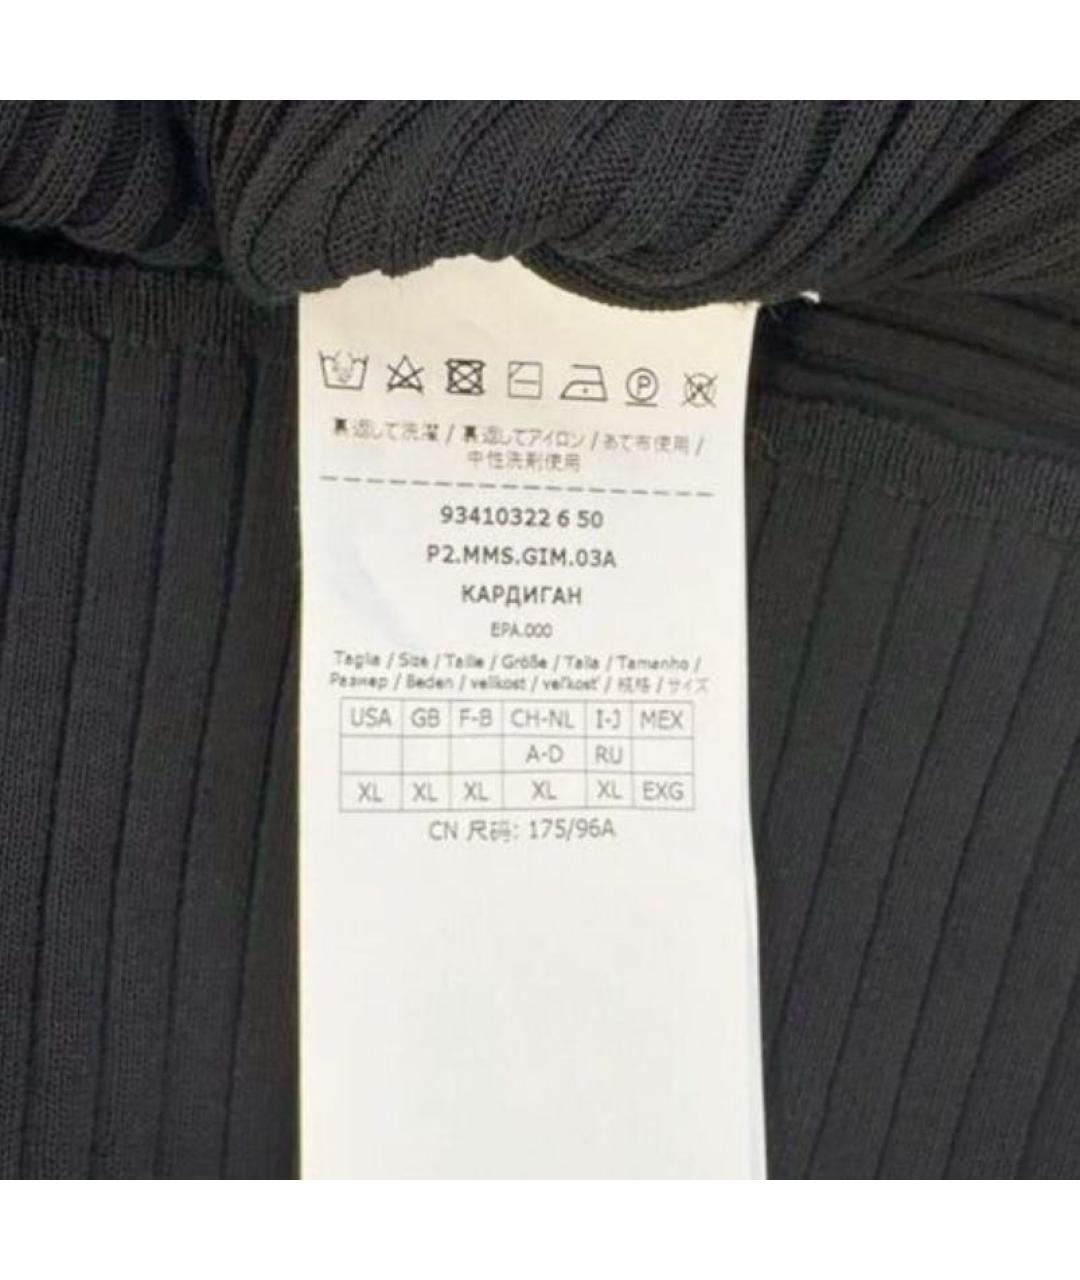 裏返して洗濯 / 裏返してアイロン / あて布使用 /
中性洗剤使用
93410322 6 50
P2.MMS.GIM.03A
КАРДИГАН
EPA.000
Taglia / Size / Taille / Größe / Talla / Tamanho /
Размер / Beden / velikost / veľkosť / 规格 / サイズ
USA GB F-B CH-NL I-J MEX
A-D RU
XL XL XL XL XL EXG
CN 尺码: 175/96A